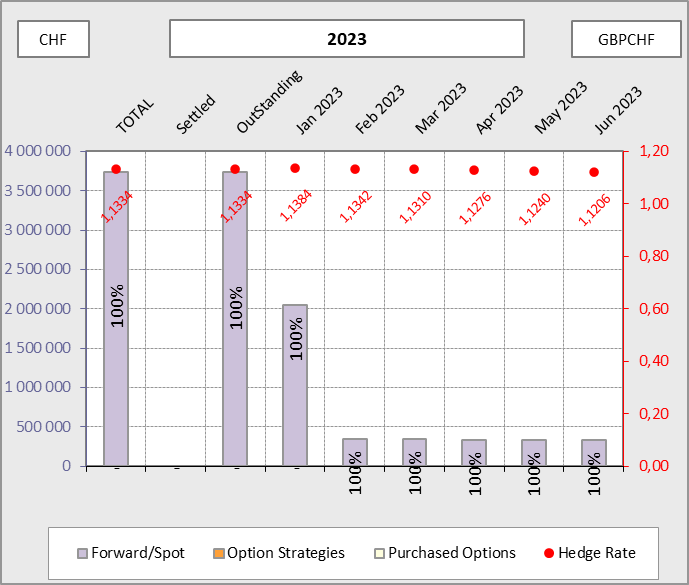 CHF
2023
GBPCHF
TOTAL
Settled
OutStanding
Jan 2023
Feb 2023
Mar 2023
Apr 2023
May 2023
Jun 2023
4 000 000
3 500 000
3 000 000
2 500 000
2 000 000
1 500 000
1 000 000
500 000
0
1,20
1,00
0,80
0,60
0,40
0,20
0,00
1,1334
1,1334
1,1384
1,1342
1,1310
1,1276
1,1240
1,1206
100%
100%
100%
100%
100%
100%
100%
100%
-
-
-
-
Forward/Spot
Option Strategies
Purchased Options
Hedge Rate